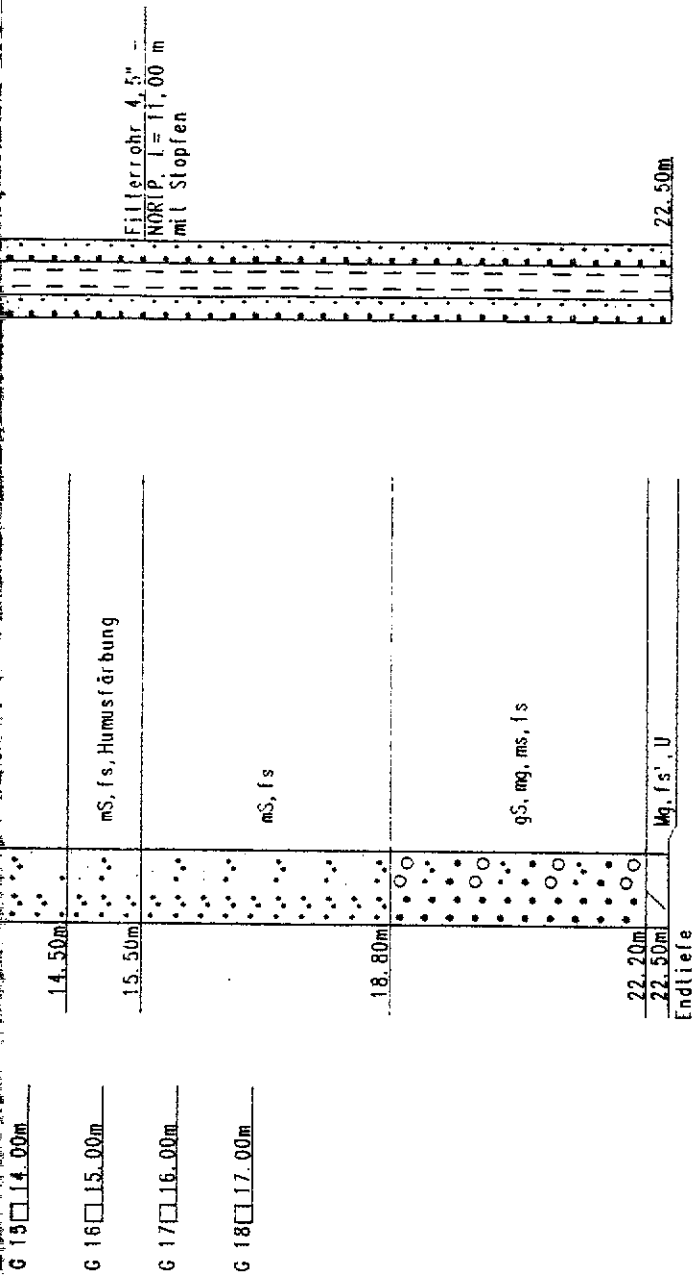 G 15 14.00m
G 16 15.00m
G 17 16.00m
G 18 17.00m
14.50m
15.50m
18.80m
22.20m
22.50m
Endtiefe
mS, fs, Humusfärbung
mS, fs
gS, mg, ms, fs
Mg, fs', U
Filterrohr 4,5" -
NORIP, L = 11,00 m
mit Stopfen
22.50m